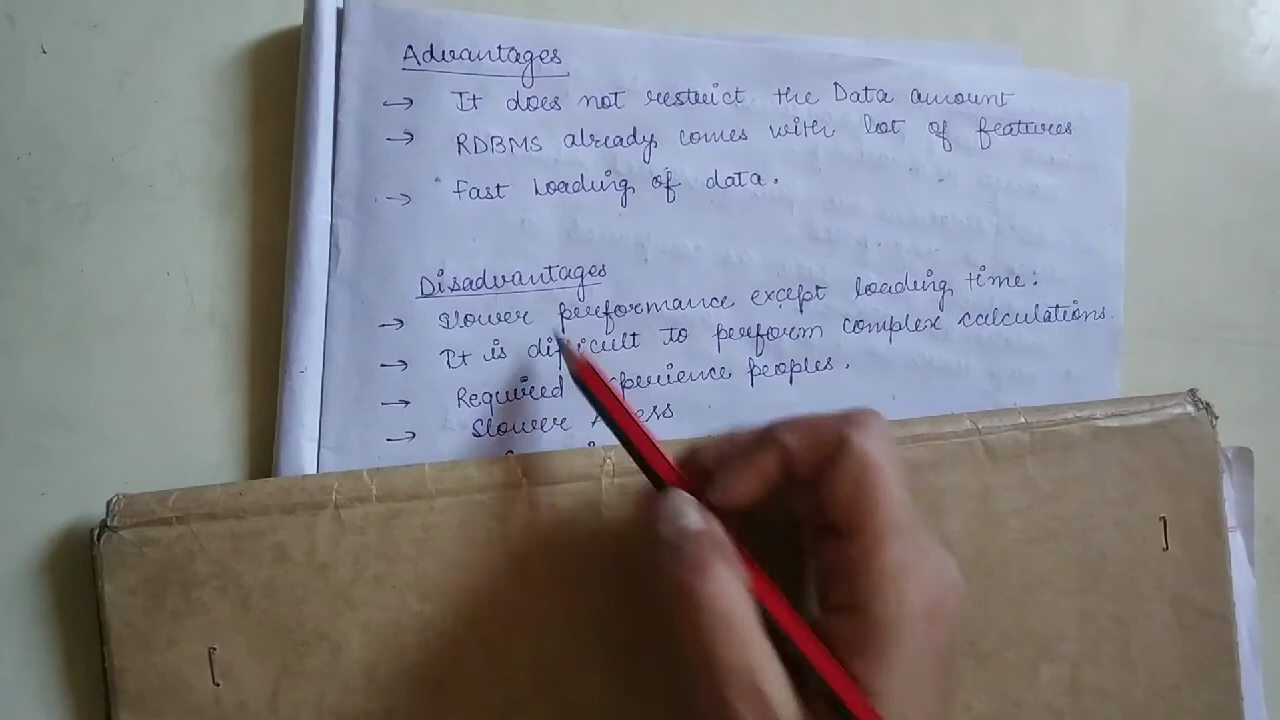 Advantages
→ It does not restrict the Data amount
→ RDBMS already comes with lot of features
→ Fast Loading of data.
Disadvantages
→ Slower performance except loading time:
→ It is difficult to perform complex calculations.
→ Required peoples.
→ Slower